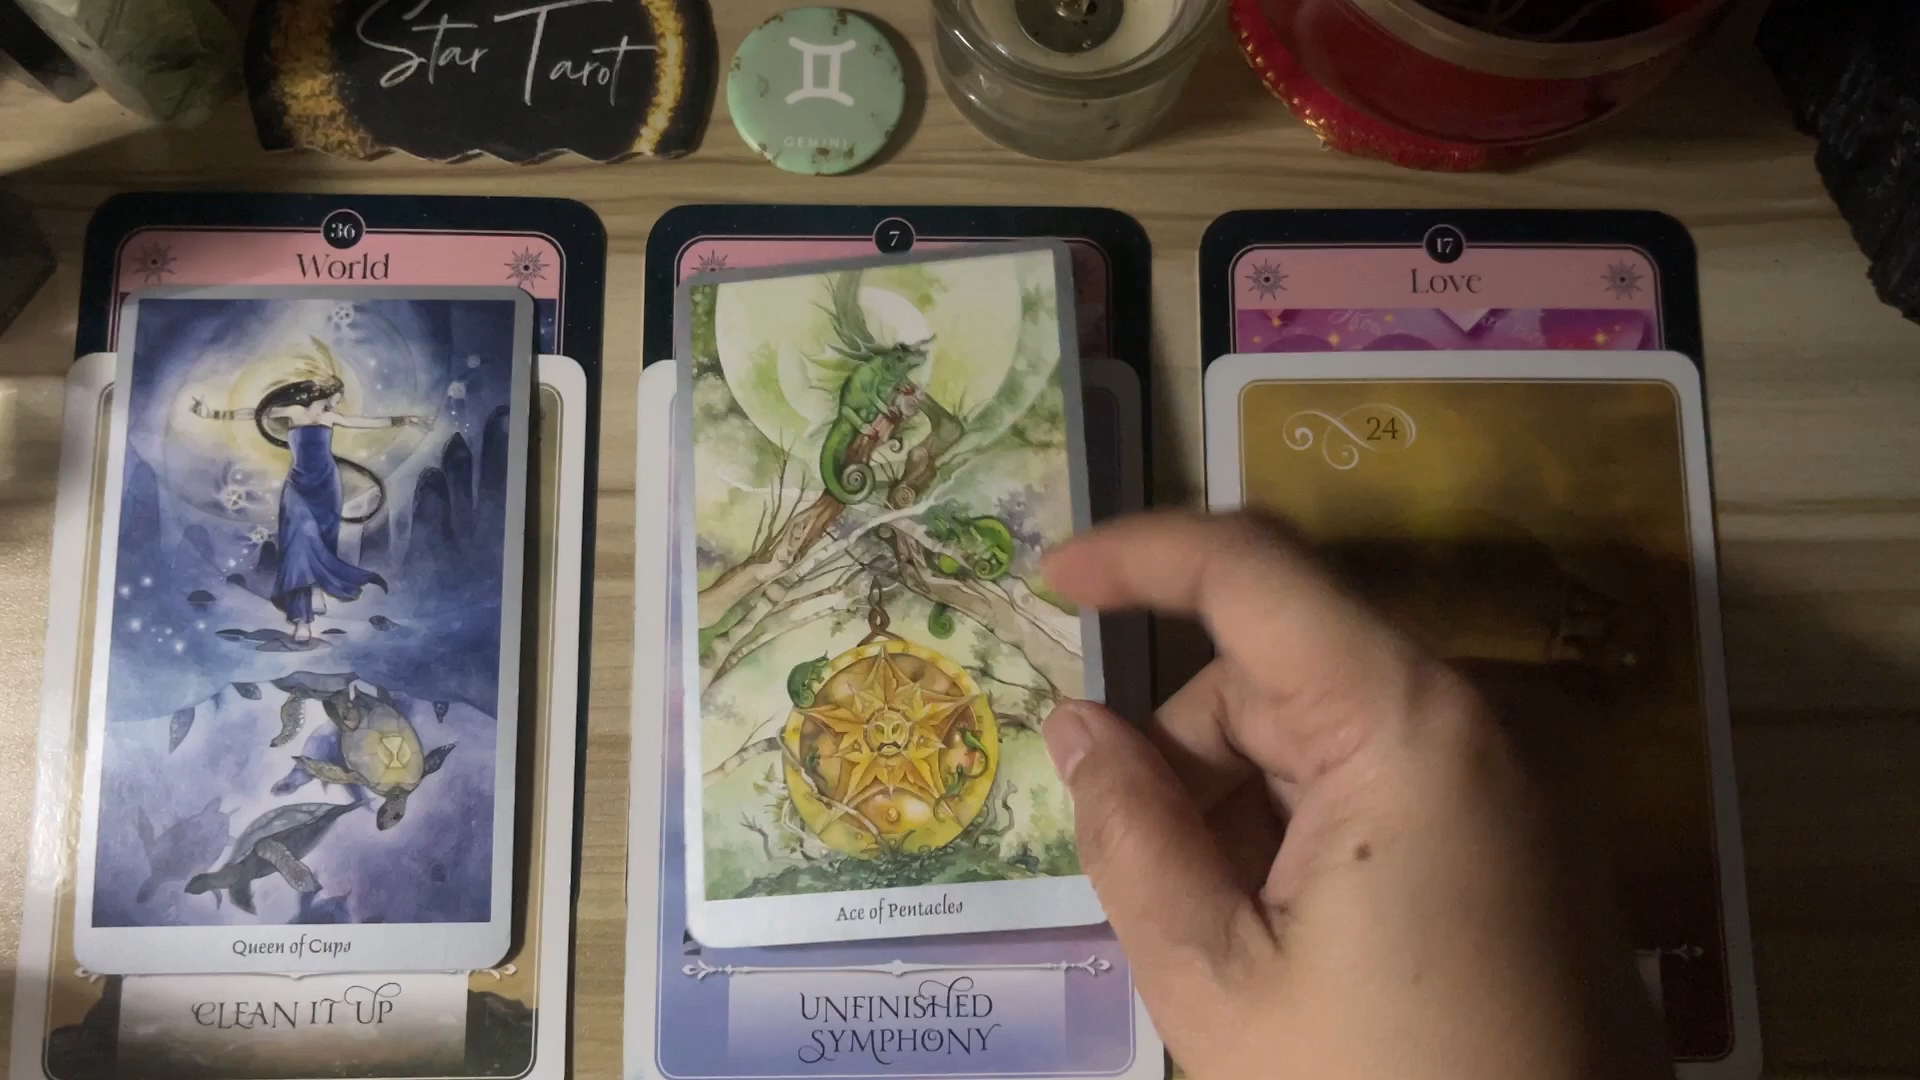 Star Tarot
GEMINI
36
World
7
17
Love
24
Queen of Cups
CLEAN IT UP
Ace of Pentacles
UNFINISHED
SYMPHONY